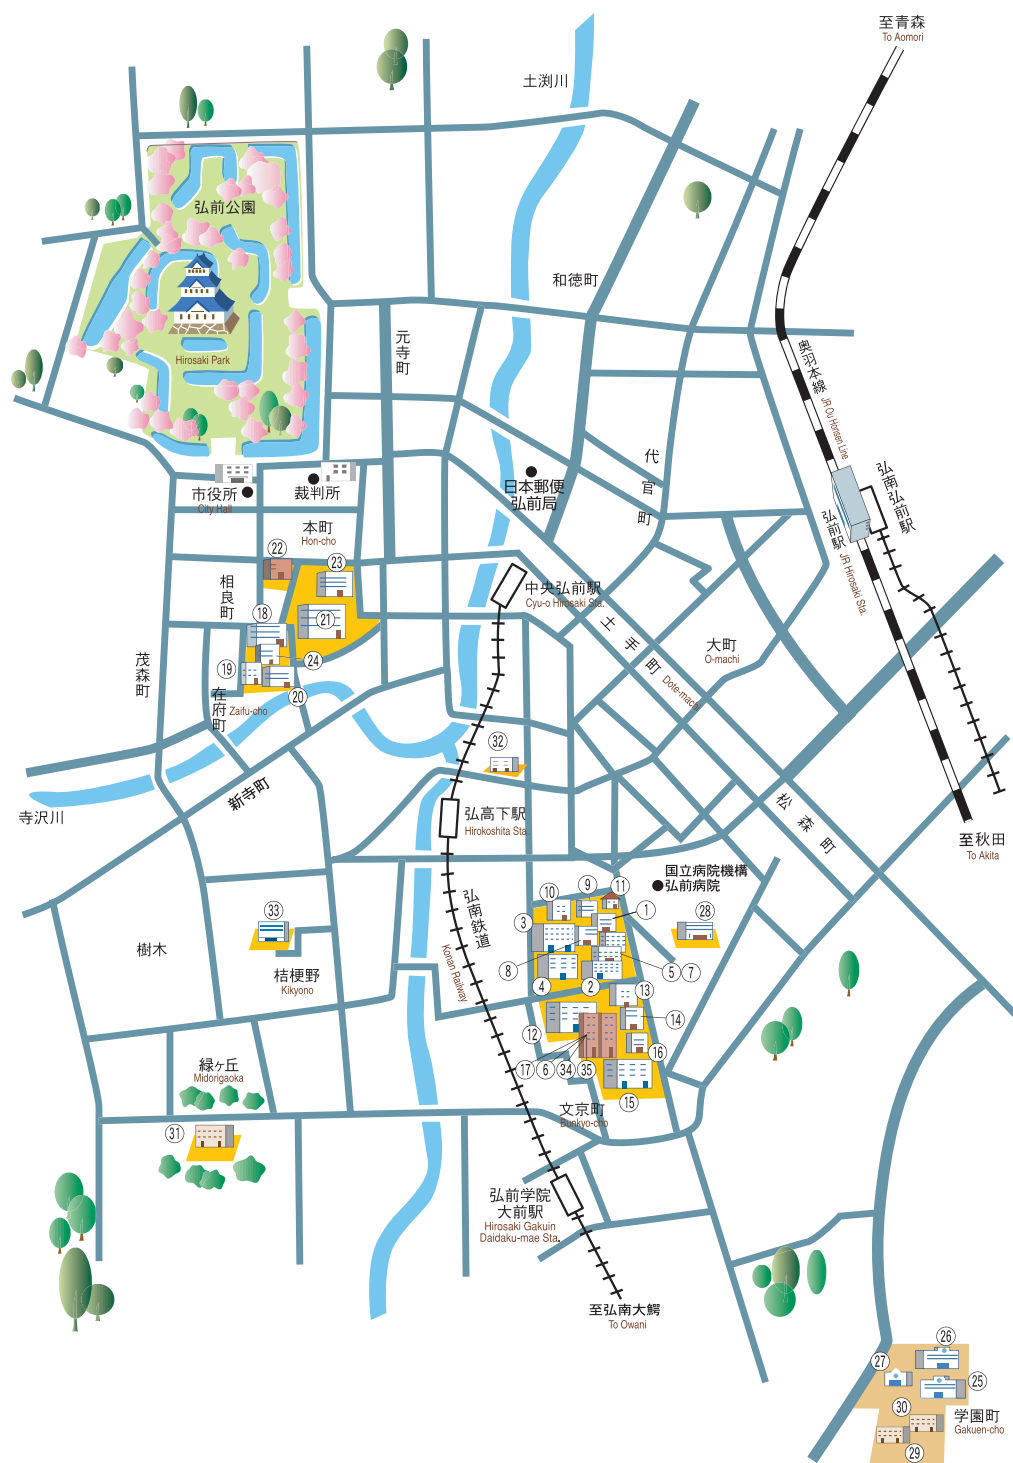 至青森
To Aomori
土渕川
弘前公園
和徳町
元寺町
奥羽本線
JR Ou Honsen Line
Hirosaki Park
代官町
弘南弘前駅
日本郵便
弘前局
市役所
City Hall
裁判所
弘前駅
JR Hirosaki Sta.
本町
Hon-cho
㉒
㉓
相良町
中央弘前駅
Cyu-o Hirosaki Sta.
⑱
㉑
土手町
Dote-machi
大町
O-machi
茂森町
㉔
⑲
⑳
在府町
Zaifu-cho
㉜
新寺町
寺沢川
弘高下駅
Hirokoshita Sta.
松森町
至秋田
To Akita
国立病院機構
弘前病院
⑨
⑪
⑩
①
③
㉘
弘南鉄道
Konan Railway
㉝
樹木
桔梗野
Kikyono
⑧
⑤
⑦
④
②
⑬
⑭
⑫
⑯
⑰
⑥
㉞
㉟
⑮
緑ヶ丘
Midorigaoka
㉛
文京町
Bunkyo-cho
弘前学院
大前駅
Hirosaki Gakuin
Daidaku-mae Sta.
至弘南大鰐
To Owani
㉖
㉗
㉕
㉚
学園町
Gakuen-cho
㉙